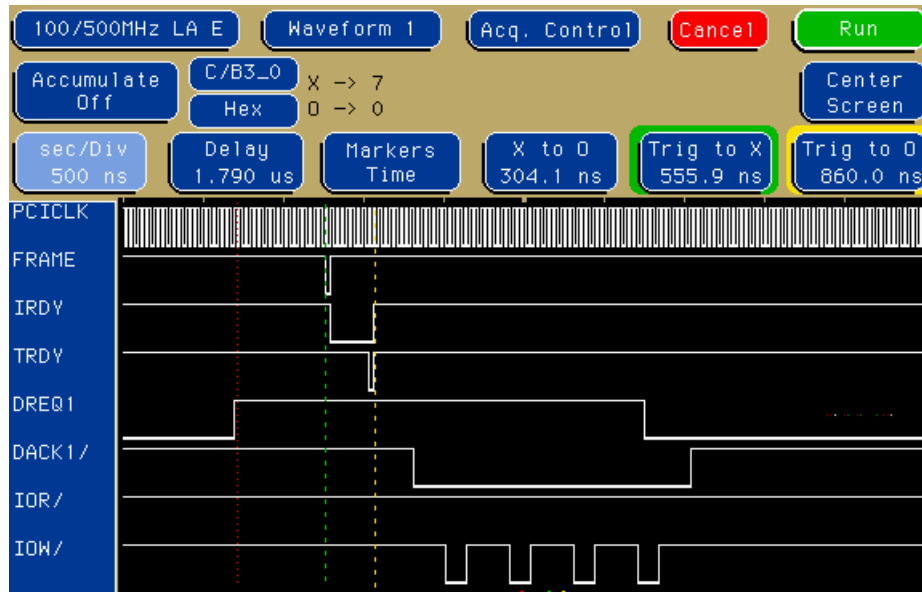 100/500MHz LA E Waveform 1 Acq. Control Cancel Run
Accumulate Off
C/B3_0 X -> 7
Hex O -> 0
Center Screen
sec/Div 500 ns
Delay 1.790 us
Markers Time
X to O 304.1 ns
Trig to X 555.9 ns
Trig to O 860.0 ns
PCICLK
FRAME
IRDY
TRDY
DREQ1
DACK1/
IOR/
IOW/